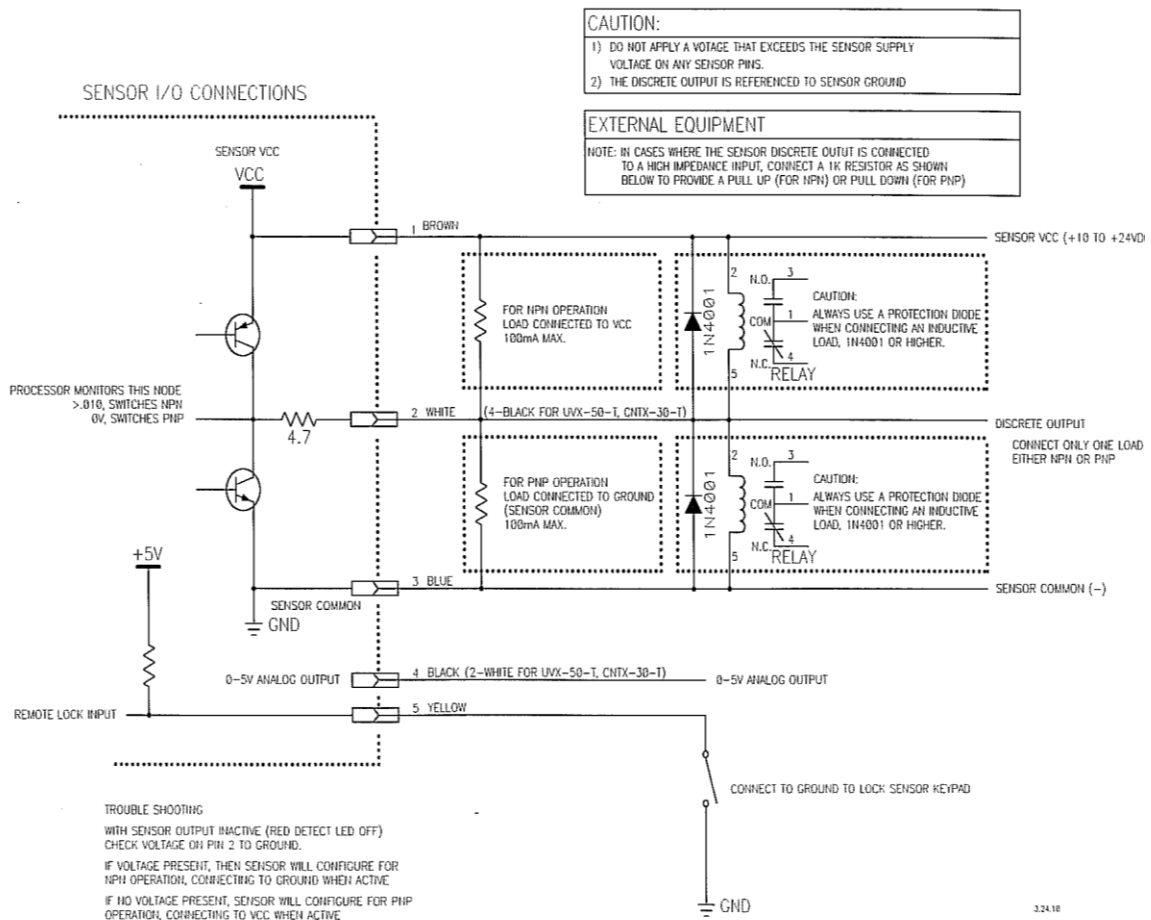 CAUTION:
1) DO NOT APPLY A VOTAGE THAT EXCEEDS THE SENSOR SUPPLY
VOLTAGE ON ANY SENSOR PINS.
2) THE DISCRETE OUTPUT IS REFERENCED TO SENSOR GROUND
EXTERNAL EQUIPMENT
NOTE: IN CASES WHERE THE SENSOR DISCRETE OUTUT IS CONNECTED
TO A HIGH IMPEDANCE INPUT, CONNECT A 1K RESISTOR AS SHOWN
BELOW TO PROVIDE A PULL UP (FOR NPN) OR PULL DOWN (FOR PNP)
SENSOR I/O CONNECTIONS
SENSOR VCC
VCC
1 BROWN
SENSOR VCC (+10 TO +24VD
FOR NPN OPERATION
LOAD CONNECTED TO VCC
100mA MAX.
1N4001
2
5
N.O. 3
COM 1
N.C. 4
RELAY
CAUTION:
ALWAYS USE A PROTECTION DIODE
WHEN CONNECTING AN INDUCTIVE
LOAD, 1N4001 OR HIGHER.
PROCESSOR MONITORS THIS NODE
>.010, SWITCHES NPN
0V, SWITCHES PNP
4.7
2 WHITE (4-BLACK FOR UVX-50-T, CNTX-30-T)
DISCRETE OUTPUT
CONNECT ONLY ONE LOAD
EITHER NPN OR PNP
FOR PNP OPERATION
LOAD CONNECTED TO GROUND
(SENSOR COMMON)
100mA MAX.
1N4001
2
5
N.O. 3
COM 1
N.C. 4
RELAY
CAUTION:
ALWAYS USE A PROTECTION DIODE
WHEN CONNECTING AN INDUCTIVE
LOAD, 1N4001 OR HIGHER.
+5V
3 BLUE
SENSOR COMMON
SENSOR COMMON (-)
GND
0-5V ANALOG OUTPUT
4 BLACK (2-WHITE FOR UVX-50-T, CNTX-30-T)
0-5V ANALOG OUTPUT
REMOTE LOCK INPUT
5 YELLOW
CONNECT TO GROUND TO LOCK SENSOR KEYPAD
GND
TROUBLE SHOOTING
WITH SENSOR OUTPUT INACTIVE (RED DETECT LED OFF)
CHECK VOLTAGE ON PIN 2 TO GROUND.
IF VOLTAGE PRESENT, THEN SENSOR WILL CONFIGURE FOR
NPN OPERATION, CONNECTING TO GROUND WHEN ACTIVE
IF NO VOLTAGE PRESENT, SENSOR WILL CONFIGURE FOR PNP
OPERATION, CONNECTING TO VCC WHEN ACTIVE
3.24.10